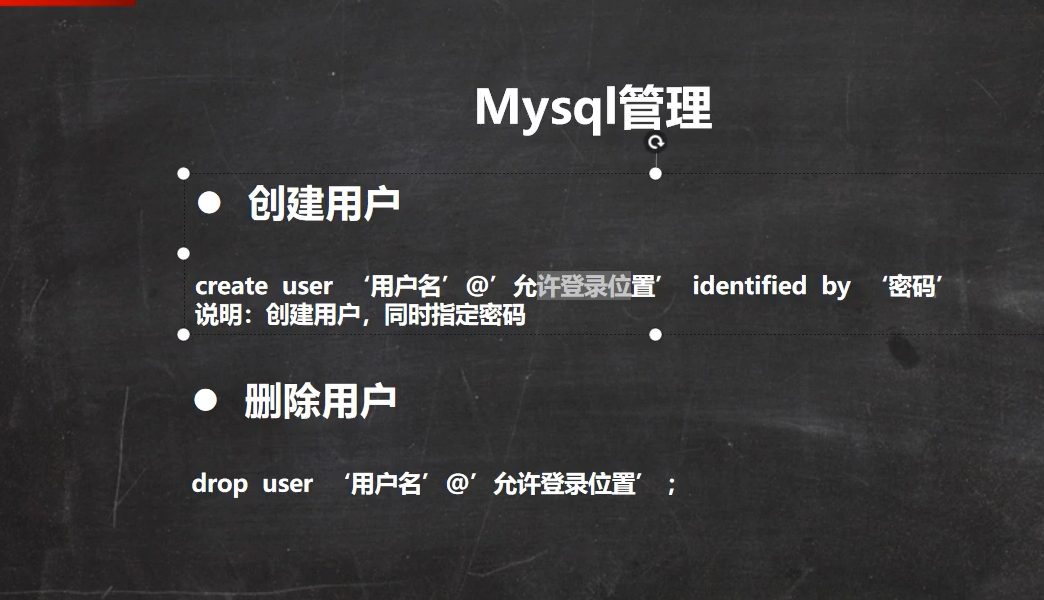 Mysql管理
● 创建用户
create user ‘用户名’@’允许登录位置’ identified by ‘密码’
说明：创建用户，同时指定密码
● 删除用户
drop user ‘用户名’@’允许登录位置’ ;